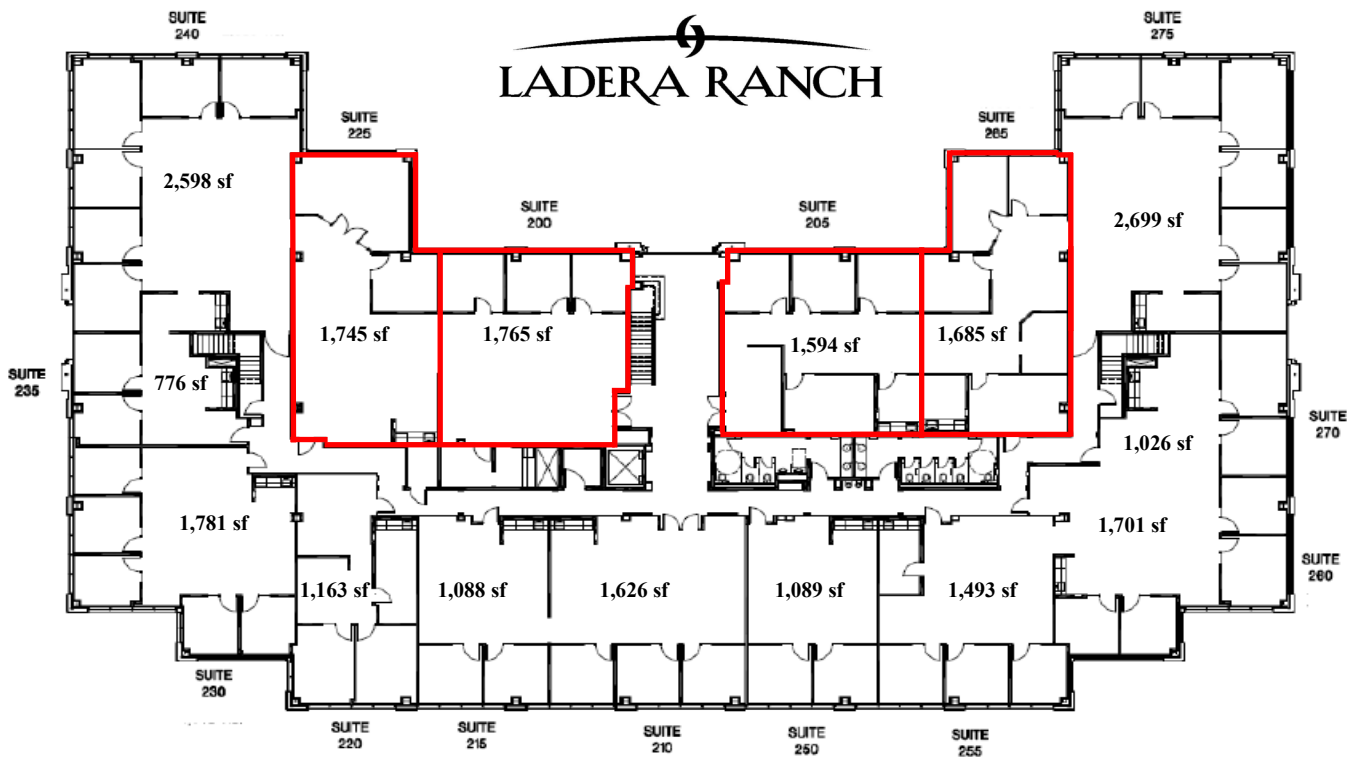 SUITE
240
LADERA RANCH
SUITE
275
SUITE
225
SUITE
265
2,598 sf
SUITE
200
SUITE
205
2,699 sf
1,745 sf
1,765 sf
1,594 sf
1,685 sf
SUITE
235
776 sf
SUITE
270
1,026 sf
1,781 sf
1,701 sf
1,163 sf
1,088 sf
1,626 sf
1,089 sf
1,493 sf
SUITE
260
SUITE
230
SUITE
220
SUITE
215
SUITE
210
SUITE
250
SUITE
255